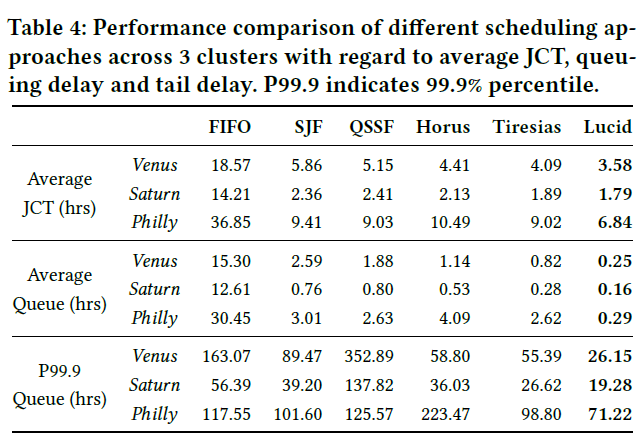 Table 4: Performance comparison of different scheduling ap-
proaches across 3 clusters with regard to average JCT, queu-
ing delay and tail delay. P99.9 indicates 99.9% percentile.
FIFO SJF QSSF Horus Tiresias Lucid
Average JCT (hrs) Venus 18.57 5.86 5.15 4.41 4.09 3.58
Saturn 14.21 2.36 2.41 2.13 1.89 1.79
Philly 36.85 9.41 9.03 10.49 9.02 6.84
Average Queue (hrs) Venus 15.30 2.59 1.88 1.14 0.82 0.25
Saturn 12.61 0.76 0.80 0.53 0.28 0.16
Philly 30.45 3.01 2.63 4.09 2.62 0.29
P99.9 Queue (hrs) Venus 163.07 89.47 352.89 58.80 55.39 26.15
Saturn 56.39 39.20 137.82 36.03 26.62 19.28
Philly 117.55 101.60 125.57 223.47 98.80 71.22